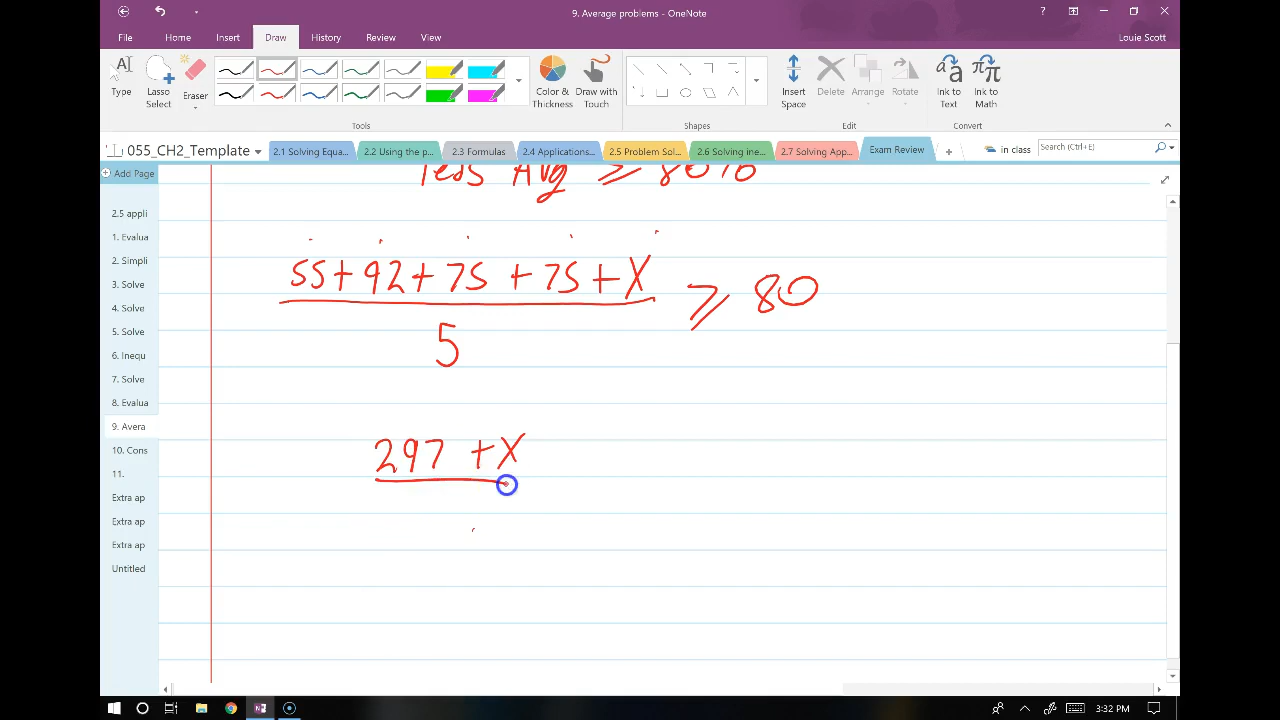 9. Average problems - OneNote
?
File Home Insert Draw History Review View Louie Scott
Type Lasso Select Eraser Color & Thickness Draw with Touch Insert Space Delete Arrange Rotate Ink to Text Ink to Math
Tools Shapes Edit Convert
055_CH2_Template 2.1 Solving Equa... 2.2 Using the p... 2.3 Formulas 2.4 Applications... 2.5 Problem Sol... 2.6 Solving ine... 2.7 Solving App... Exam Review + in class Search (Ctrl+E)
Add Page
2.5 appli
1. Evalua
2. Simpli
3. Solve
4. Solve
5. Solve
6. Inequ
7. Solve
8. Evalua
9. Avera
10. Cons
11.
Extra ap
Extra ap
Extra ap
Untitled
Avg ≥ 80%
55 + 92 + 75 + 75 + X
≥ 80
5
297 + X
3:32 PM